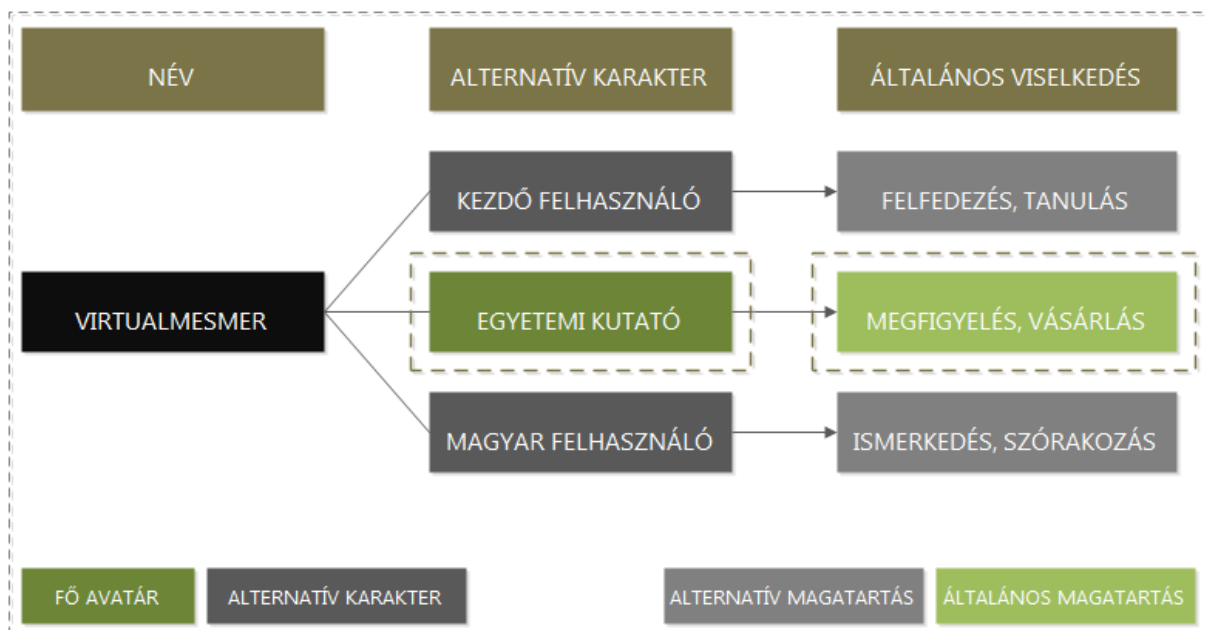 NÉV ALTERNATÍV KARAKTER ÁLTALÁNOS VISELKEDÉS
KEZDŐ FELHASZNÁLÓ FELFEDEZÉS, TANULÁS
VIRTUALMESMER EGYETEMI KUTATÓ MEGFIGYELÉS, VÁSÁRLÁS
MAGYAR FELHASZNÁLÓ ISMERKEDÉS, SZÓRAKOZÁS
FŐ AVATÁR ALTERNATÍV KARAKTER ALTERNATÍV MAGATARTÁS ÁLTALÁNOS MAGATARTÁS